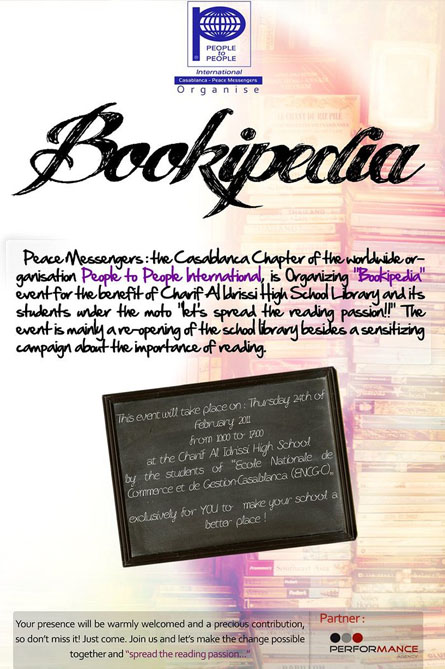 PEOPLE
to
PEOPLE
International
Casablanca - Peace Messengers
Organise
Bookipedia
Peace Messengers : the Casablanca Chapter of the worldwide or-
ganisation People to People International, is Organizing "Bookipedia"
event for the benefit of Charif Al Idrissi High School Library and its
students under the moto "let's spread the reading passion!!" The
event is mainly a re-opening of the school library besides a sensitizing
campaign about the importance of reading.
This event will take place on : Thursday 24th of
February 2011
from 10:00 to 17:00
at the Charif Al Idrissi High School
by the students of "Ecole Nationale de
Commerce et de Gestion-Casablanca (ENCG-C)",
exclusively for YOU to make your school a
better place !
Your presence will be warmly welcomed and a precious contribution,
so don't miss it! Just come. Join us and let's make the change possible
together and "spread the reading passion..."
Partner :
PERFORMANCE
AGENCY